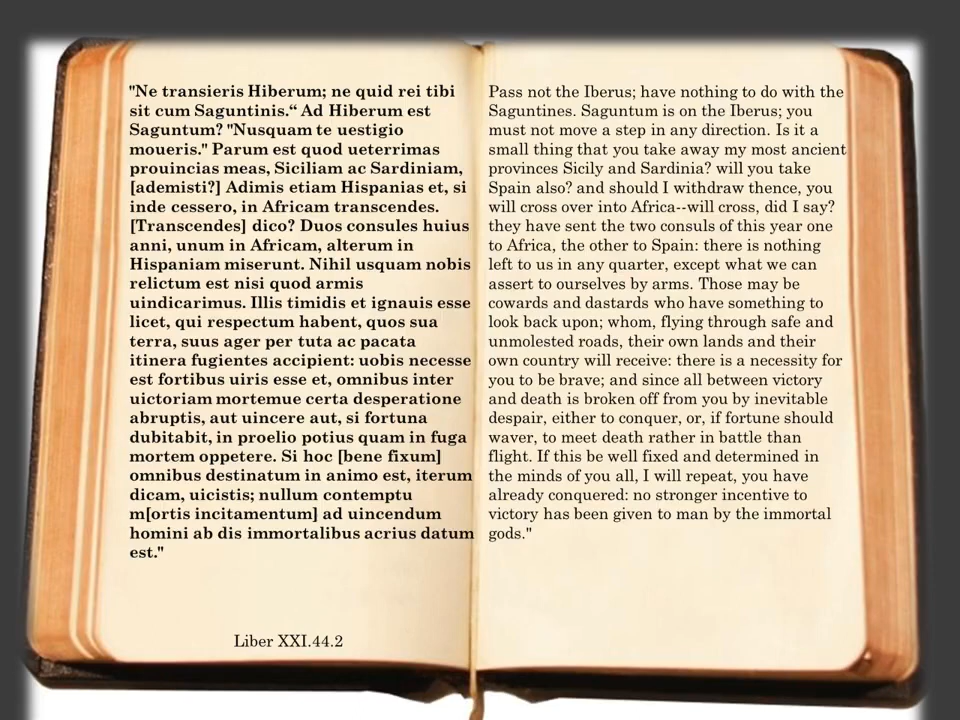 "Ne transieris Hiberum; ne quid rei tibi
sit cum Saguntinis.“ Ad Hiberum est
Saguntum? "Nusquam te uestigio
moueris." Parum est quod ueterrimas
prouincias meas, Siciliam ac Sardiniam,
[ademisti?] Adimis etiam Hispanias et, si
inde cessero, in Africam transcendes.
[Transcendes] dico? Duos consules huius
anni, unum in Africam, alterum in
Hispaniam miserunt. Nihil usquam nobis
relictum est nisi quod armis
uindicarimus. Illis timidis et ignauis esse
licet, qui respectum habent, quos sua
terra, suus ager per tuta ac pacata
itinera fugientes accipient: uobis necesse
est fortibus uiris esse et, omnibus inter
uictoriam mortemue certa desperatione
abruptis, aut uincere aut, si fortuna
dubitabit, in proelio potius quam in fuga
mortem oppetere. Si hoc [bene fixum]
omnibus destinatum in animo est, iterum
dicam, uicistis; nullum contemptu
m[ortis incitamentum] ad uincendum
homini ab dis immortalibus acrius datum
est."
Liber XXI.44.2
Pass not the Iberus; have nothing to do with the
Saguntines. Saguntum is on the Iberus; you
must not move a step in any direction. Is it a
small thing that you take away my most ancient
provinces Sicily and Sardinia? will you take
Spain also? and should I withdraw thence, you
will cross over into Africa--will cross, did I say?
they have sent the two consuls of this year one
to Africa, the other to Spain: there is nothing
left to us in any quarter, except what we can
assert to ourselves by arms. Those may be
cowards and dastards who have something to
look back upon; whom, flying through safe and
unmolested roads, their own lands and their
own country will receive: there is a necessity for
you to be brave; and since all between victory
and death is broken off from you by inevitable
despair, either to conquer, or, if fortune should
waver, to meet death rather in battle than
flight. If this be well fixed and determined in
the minds of you all, I will repeat, you have
already conquered: no stronger incentive to
victory has been given to man by the immortal
gods."